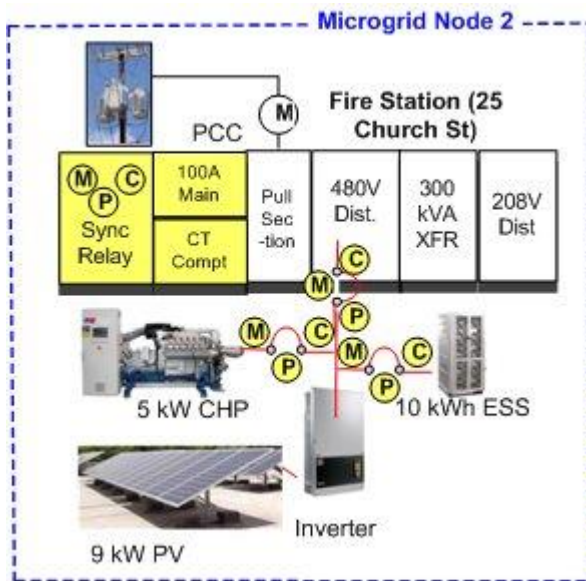 Microgrid Node 2
M
Fire Station (25
Church St)
PCC
M
C
P
Sync
Relay
100A
Main
CT
Compt
Pull
Sec
-tion
480V
Dist.
300
kVA
XFR
208V
Dist
C
M
P
M
C
P
M
C
P
5 kW CHP
10 kWh ESS
Inverter
9 kW PV